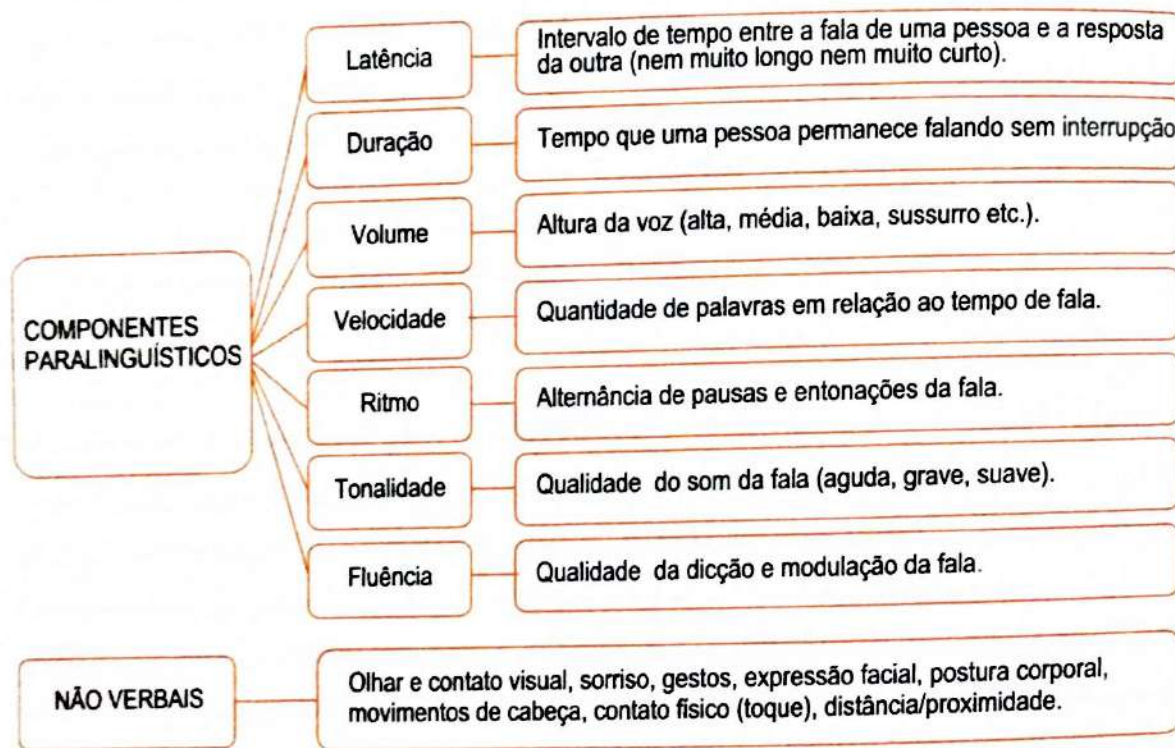 COMPONENTES
PARALINGUÍSTICOS
Latência
Intervalo de tempo entre a fala de uma pessoa e a resposta
da outra (nem muito longo nem muito curto).
Duração
Tempo que uma pessoa permanece falando sem interrupção
Volume
Altura da voz (alta, média, baixa, sussurro etc.).
Velocidade
Quantidade de palavras em relação ao tempo de fala.
Ritmo
Alternância de pausas e entonações da fala.
Tonalidade
Qualidade do som da fala (aguda, grave, suave).
Fluência
Qualidade da dicção e modulação da fala.
NÃO VERBAIS
Olhar e contato visual, sorriso, gestos, expressão facial, postura corporal,
movimentos de cabeça, contato físico (toque), distância/proximidade.